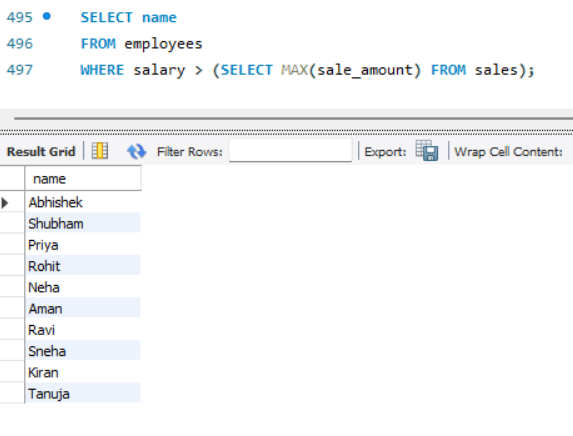 495 SELECT name
496 FROM employees
497 WHERE salary > (SELECT MAX(sale_amount) FROM sales);
Result Grid Filter Rows: Export: Wrap Cell Content:
name
Abhishek
Shubham
Priya
Rohit
Neha
Aman
Ravi
Sneha
Kiran
Tanuja